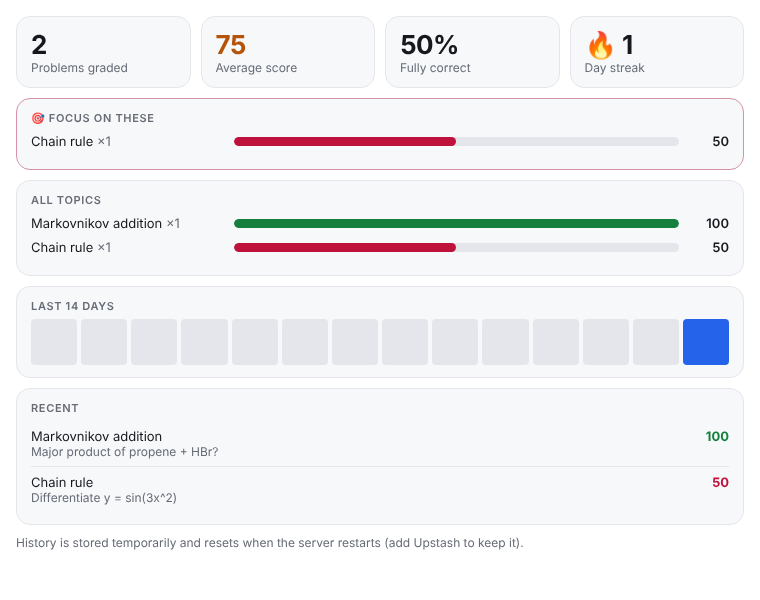 2
Problems graded
75
Average score
50%
Fully correct
🔥 1
Day streak
🎯 FOCUS ON THESE
Chain rule ×1 50
ALL TOPICS
Markovnikov addition ×1 100
Chain rule ×1 50
LAST 14 DAYS
RECENT
Markovnikov addition 100
Major product of propene + HBr?
Chain rule 50
Differentiate y = sin(3x^2)
History is stored temporarily and resets when the server restarts (add Upstash to keep it).